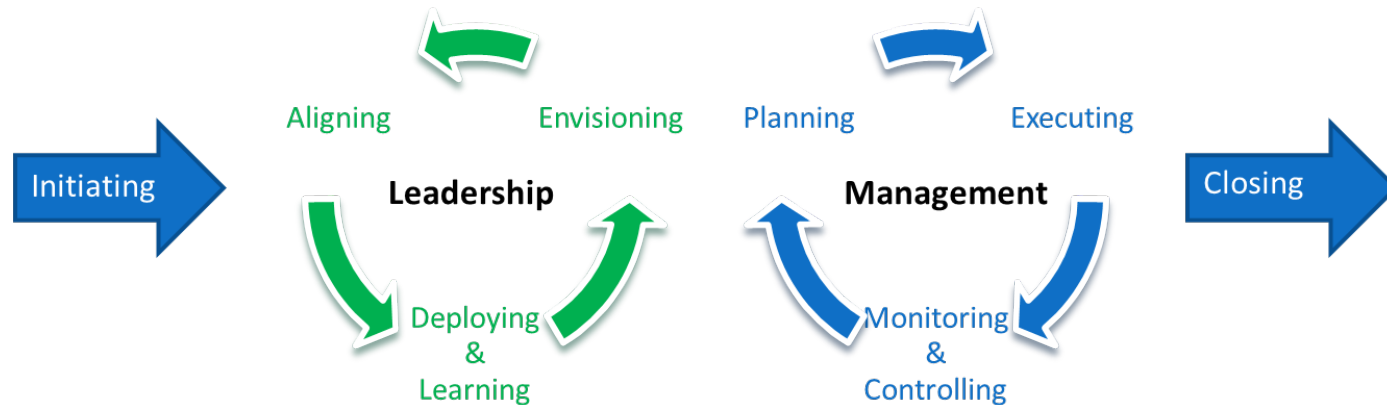 Aligning
Envisioning
Planning
Executing
Initiating
Leadership
Management
Closing
Deploying
&
Learning
Monitoring
&
Controlling